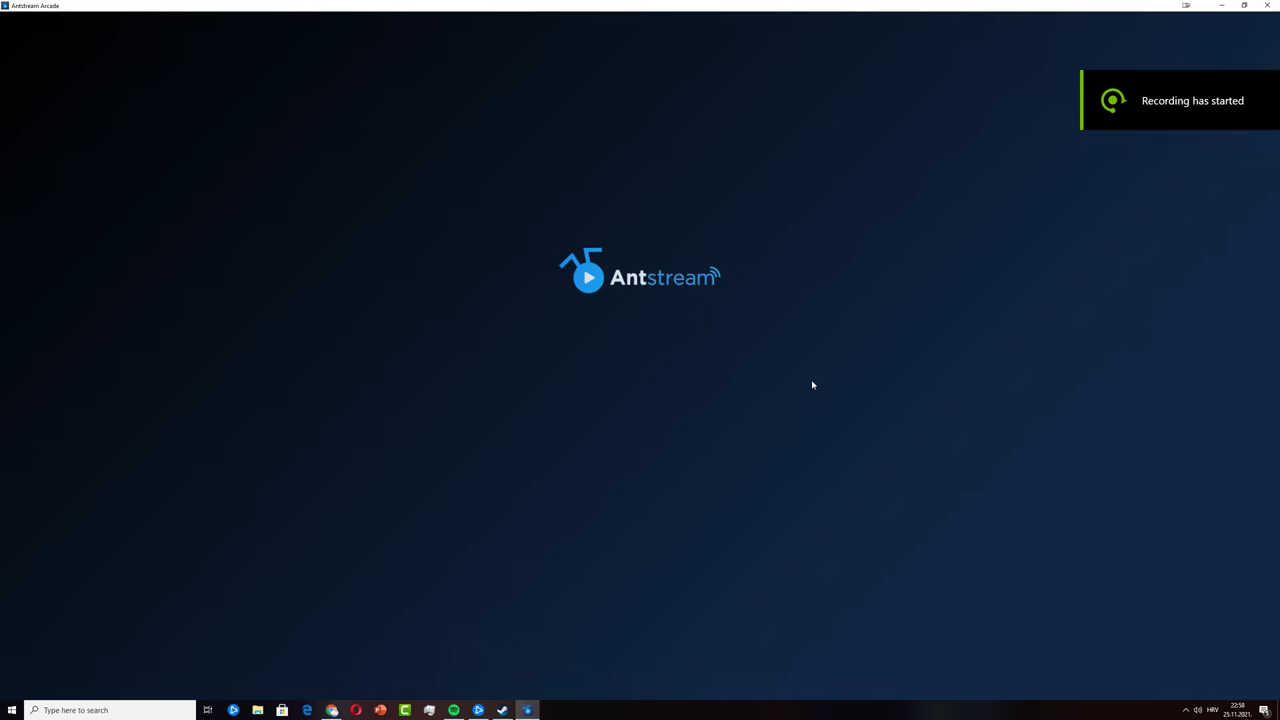 Antstream Arcade
Recording has started
Antstream
Type here to search
HRV
22:58
25.11.2021.